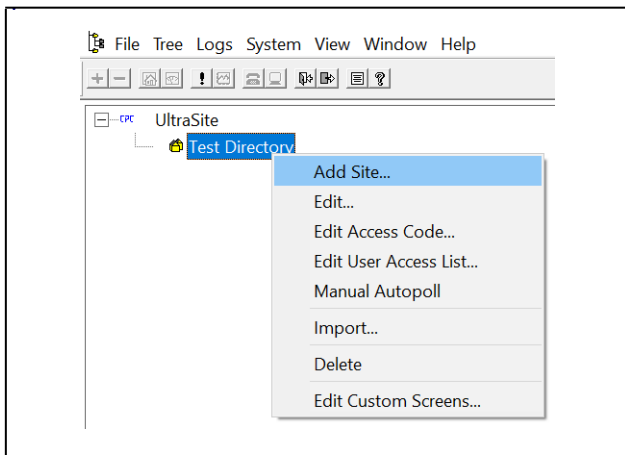 File Tree Logs System View Window Help
CPC UltraSite
Test Directory
Add Site...
Edit...
Edit Access Code...
Edit User Access List...
Manual Autopoll
Import...
Delete
Edit Custom Screens...